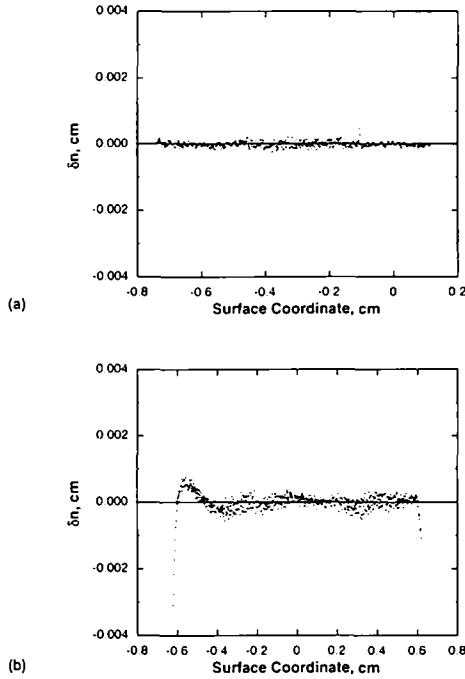 0.004
0.002
0.000
-0.002
-0.004
δn, cm
-0.8 -0.6 -0.4 -0.2 0 0.2
Surface Coordinate, cm
(a)
0.004
0.002
0.000
-0.002
-0.004
δn, cm
-0.8 -0.6 -0.4 -0.2 0 0.2 0.4 0.6 0.8
Surface Coordinate, cm
(b)